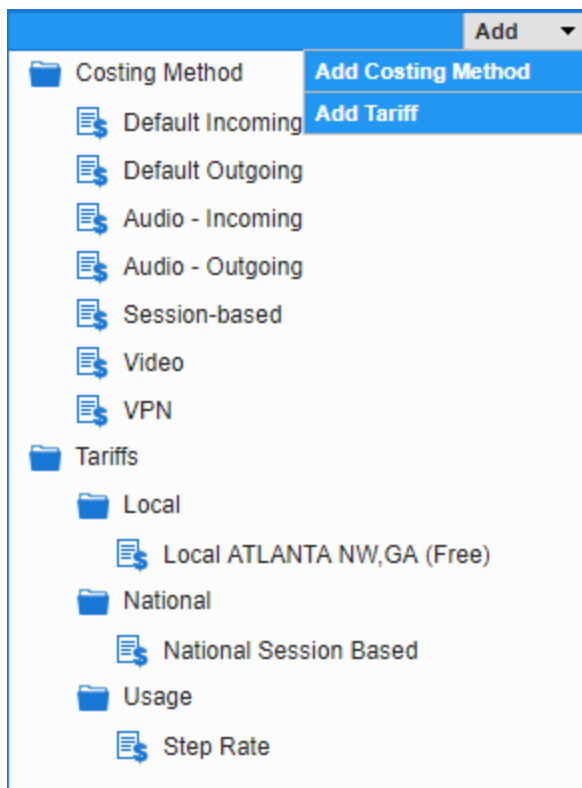 Add
Costing Method
Add Costing Method
Default Incoming
Add Tariff
Default Outgoing
Audio - Incoming
Audio - Outgoing
Session-based
Video
VPN
Tariffs
Local
Local ATLANTA NW,GA (Free)
National
National Session Based
Usage
Step Rate